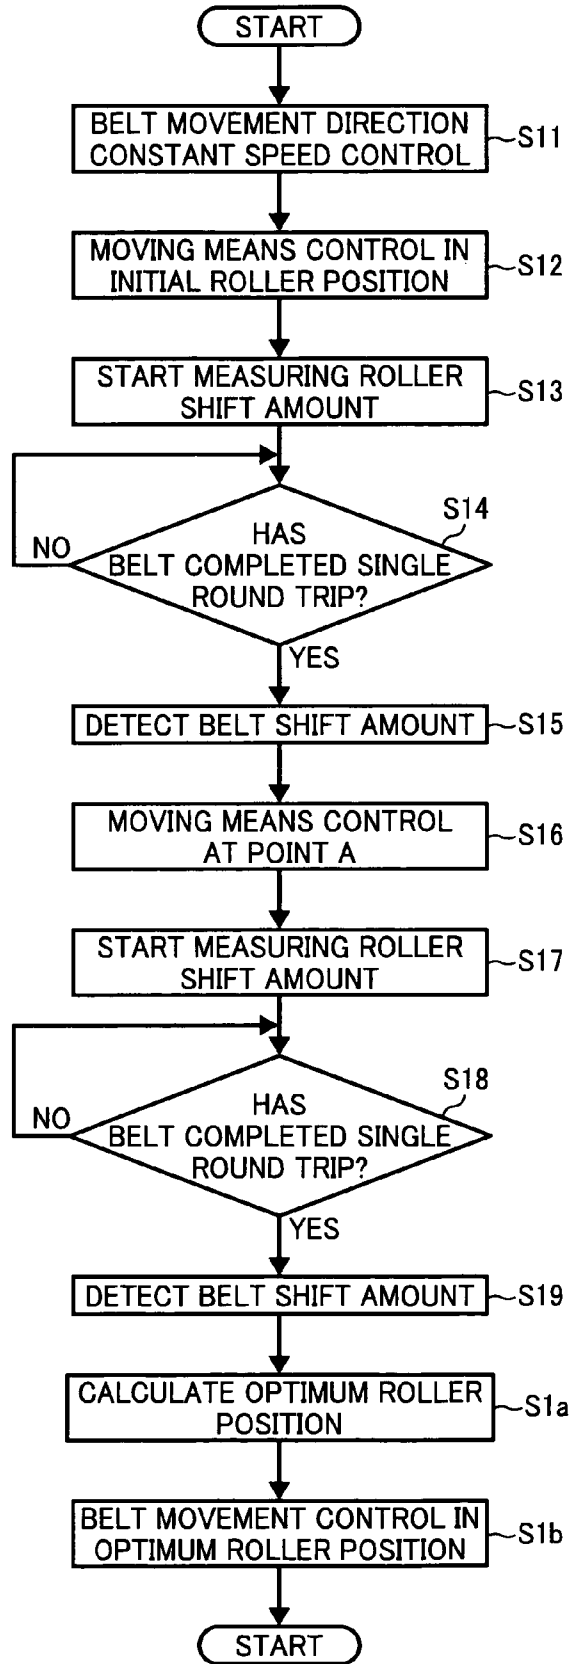 START
BELT MOVEMENT DIRECTION
CONSTANT SPEED CONTROL
S11
MOVING MEANS CONTROL IN
INITIAL ROLLER POSITION
S12
START MEASURING ROLLER
SHIFT AMOUNT
S13
S14
HAS
BELT COMPLETED SINGLE
ROUND TRIP?
NO
YES
DETECT BELT SHIFT AMOUNT
S15
MOVING MEANS CONTROL
AT POINT A
S16
START MEASURING ROLLER
SHIFT AMOUNT
S17
S18
HAS
BELT COMPLETED SINGLE
ROUND TRIP?
NO
YES
DETECT BELT SHIFT AMOUNT
S19
CALCULATE OPTIMUM ROLLER
POSITION
S1a
BELT MOVEMENT CONTROL IN
OPTIMUM ROLLER POSITION
S1b
START